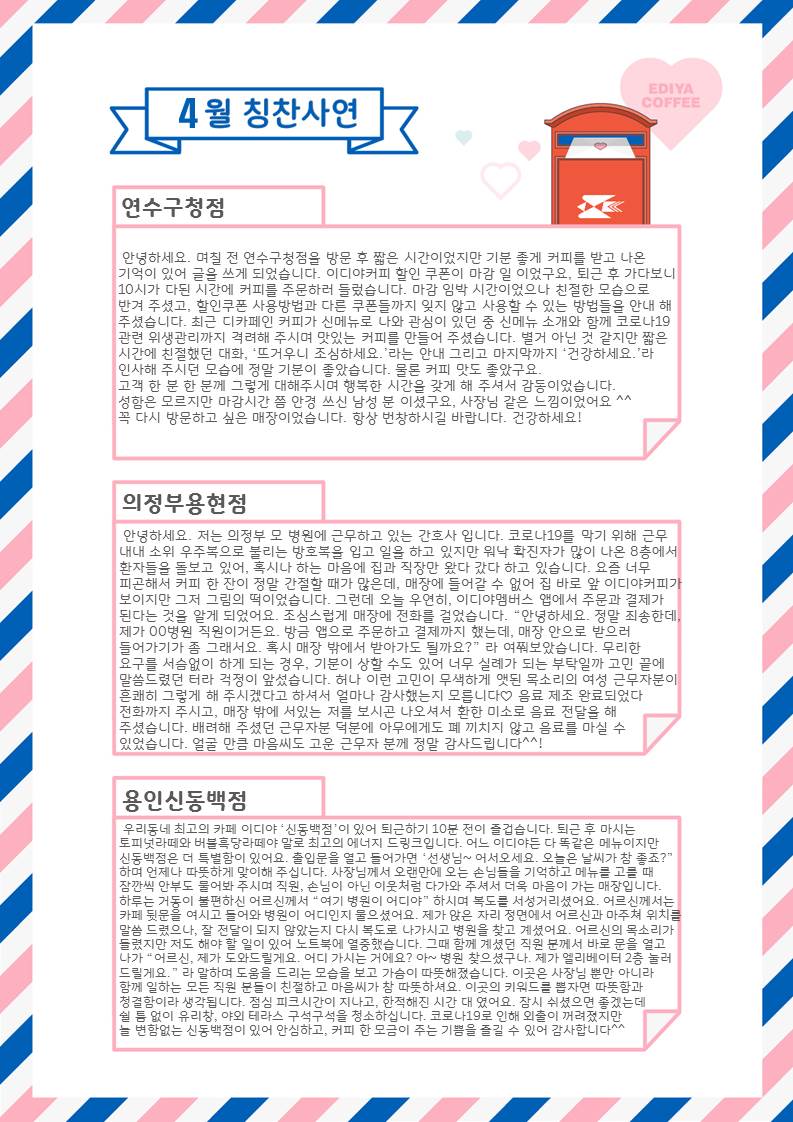 EDIYA
COFFEE
4월 칭찬사연
연수구청점
안녕하세요. 며칠 전 연수구청점을 방문 후 짧은 시간이었지만 기분 좋게 커피를 받고 나온
기억이 있어 글을 쓰게 되었습니다. 이디야커피 할인 쿠폰이 마감 일 이었구요, 퇴근 후 가다보니
10시가 다된 시간에 커피를 주문하러 들렀습니다. 마감 임박 시간이었으나 친절한 모습으로
반겨 주셨고, 할인쿠폰 사용방법과 다른 쿠폰들까지 잊지 않고 사용할 수 있는 방법들을 안내 해
주셨습니다. 최근 디카페인 커피가 신메뉴로 나와 관심이 있던 중 신메뉴 소개와 함께 코로나19
관련 위생관리까지 격려해 주시며 맛있는 커피를 만들어 주셨습니다. 별거 아닌 것 같지만 짧은
시간에 친절했던 대화, ‘뜨거우니 조심하세요.’라는 안내 그리고 마지막까지 ‘건강하세요.’라
인사해 주시던 모습에 정말 기분이 좋았습니다. 물론 커피 맛도 좋았구요.
고객 한 분 한 분께 그렇게 대해주시며 행복한 시간을 갖게 해 주셔서 감동이었습니다.
성함은 모르지만 마감시간 쯤 안경 쓰신 남성 분 이셨구요, 사장님 같은 느낌이었어요 ^^
꼭 다시 방문하고 싶은 매장이었습니다. 항상 번창하시길 바랍니다. 건강하세요!
의정부용현점
안녕하세요. 저는 의정부 모 병원에 근무하고 있는 간호사 입니다. 코로나19를 막기 위해 근무
내내 소위 우주복으로 불리는 방호복을 입고 일을 하고 있지만 워낙 확진자가 많이 나온 8층에서
환자들을 돌보고 있어, 혹시나 하는 마음에 집과 직장만 왔다 갔다 하고 있습니다. 요즘 너무
피곤해서 커피 한 잔이 정말 간절할 때가 많은데, 매장에 들어갈 수 없어 집 바로 앞 이디야커피가
보이지만 그저 그림의 떡이었습니다. 그런데 오늘 우연히, 이디야멤버스 앱에서 주문과 결제가
된다는 것을 알게 되었어요. 조심스럽게 매장에 전화를 걸었습니다. “안녕하세요. 정말 죄송한데,
제가 00병원 직원이거든요. 방금 앱으로 주문하고 결제까지 했는데, 매장 안으로 받으러
들어가기가 좀 그래서요. 혹시 매장 밖에서 받아가도 될까요?” 라 여쭤보았습니다. 무리한
요구를 서슴없이 하게 되는 경우, 기분이 상할 수도 있어 너무 실례가 되는 부탁일까 고민 끝에
말씀드렸던 터라 걱정이 앞섰습니다. 허나 이런 고민이 무색하게 앳된 목소리의 여성 근무자분이
흔쾌히 그렇게 해 주시겠다고 하셔서 얼마나 감사했는지 모릅니다♡ 음료 제조 완료되었다
전화까지 주시고, 매장 밖에 서있는 저를 보시곤 나오셔서 환한 미소로 음료 전달을 해
주셨습니다. 배려해 주셨던 근무자분 덕분에 아무에게도 폐 끼치지 않고 음료를 마실 수
있었습니다. 얼굴 만큼 마음씨도 고운 근무자 분께 정말 감사드립니다^^!
용인신동백점
우리동네 최고의 카페 이디야 ‘신동백점’이 있어 퇴근하기 10분 전이 즐겁습니다. 퇴근 후 마시는
토피넛라떼와 버블흑당라떼야 말로 최고의 에너지 드링크입니다. 어느 이디야든 다 똑같은 메뉴이지만
신동백점은 더 특별함이 있어요. 출입문을 열고 들어가면 ‘선생님~ 어서오세요. 오늘은 날씨가 참 좋죠?”
하며 언제나 따뜻하게 맞이해 주십니다. 사장님께서 오랜만에 오는 손님들을 기억하고 메뉴를 고를 때
잠깐씩 안부도 물어봐 주시며 직원, 손님이 아닌 이웃처럼 다가와 주셔서 더욱 마음이 가는 매장입니다.
하루는 거동이 불편하신 어르신께서 “여기 병원이 어디야” 하시며 복도를 서성거리셨어요. 어르신께서는
카페 뒷문을 여시고 들어와 병원이 어디인지 물으셨어요. 제가 앉은 자리 정면에서 어르신과 마주쳐 위치를
말씀 드렸으나, 잘 전달이 되지 않았는지 다시 복도로 나가시고 병원을 찾고 계셨어요. 어르신의 목소리가
들렸지만 저도 해야 할 일이 있어 노트북에 열중했습니다. 그때 함께 계셨던 직원 분께서 바로 문을 열고
나가 “어르신, 제가 도와드릴게요. 어디 가시는 거에요? 아~ 병원 찾으셨구나. 제가 엘리베이터 2층 눌러
드릴게요.” 라 말하며 도움을 드리는 모습을 보고 가슴이 따뜻해졌습니다. 이곳은 사장님 뿐만 아니라
함께 일하는 모든 직원 분들이 친절하고 마음씨가 참 따뜻하셔요. 이곳의 키워드를 뽑자면 따뜻함과
청결함이라 생각됩니다. 점심 피크시간이 지나고, 한적해진 시간 대 였어요. 잠시 쉬셨으면 좋겠는데
쉴 틈 없이 유리창, 야외 테라스 구석구석을 청소하십니다. 코로나19로 인해 외출이 꺼려졌지만
늘 변함없는 신동백점이 있어 안심하고, 커피 한 모금이 주는 기쁨을 즐길 수 있어 감사합니다^^